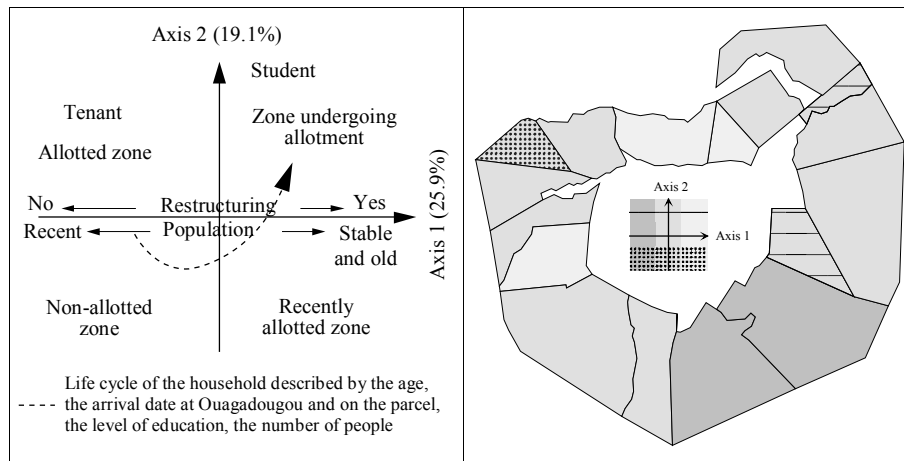 Axis 2 (19.1%)
Student
Tenant
Zone undergoing
allotment
Allotted zone
No
Restructuring
Yes
Recent
Population
Stable
and old
Axis 1 (25.9%)
Non-allotted
zone
Recently
allotted zone
Life cycle of the household described by the age,
the arrival date at Ouagadougou and on the parcel,
the level of education, the number of people
Axis 2
Axis 1